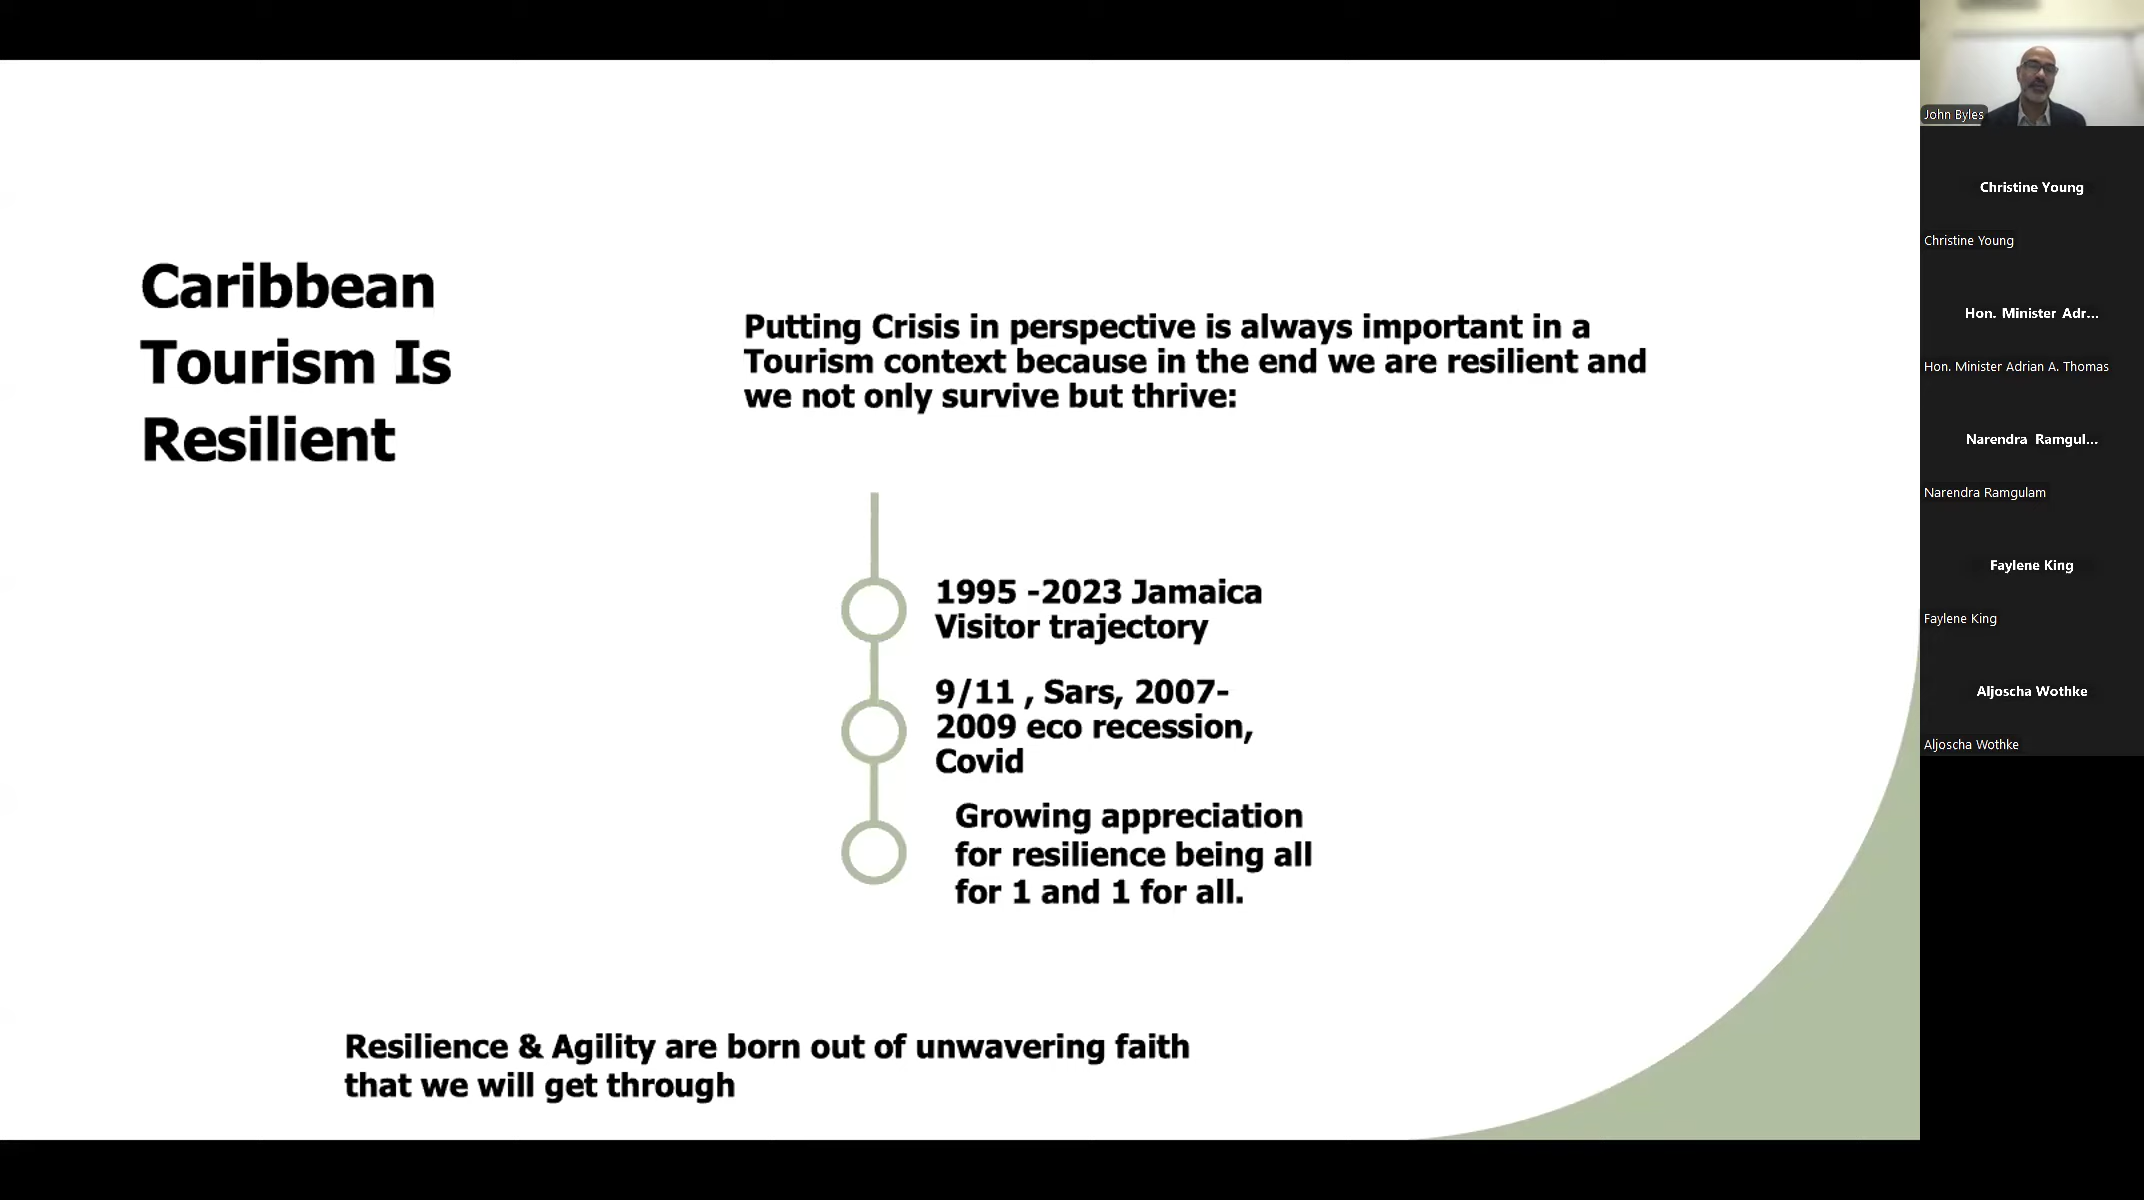 Caribbean
Tourism Is
Resilient
Putting Crisis in perspective is always important in a
Tourism context because in the end we are resilient and
we not only survive but thrive:
1995 -2023 Jamaica
Visitor trajectory
9/11 , Sars, 2007-
2009 eco recession,
Covid
Growing appreciation
for resilience being all
for 1 and 1 for all.
Resilience & Agility are born out of unwavering faith
that we will get through
John Byles
Christine Young
Christine Young
Hon. Minister Adr...
Hon. Minister Adrian A. Thomas
Narendra Ramgul...
Narendra Ramgulam
Faylene King
Faylene King
Aljoscha Wothke
Aljoscha Wothke